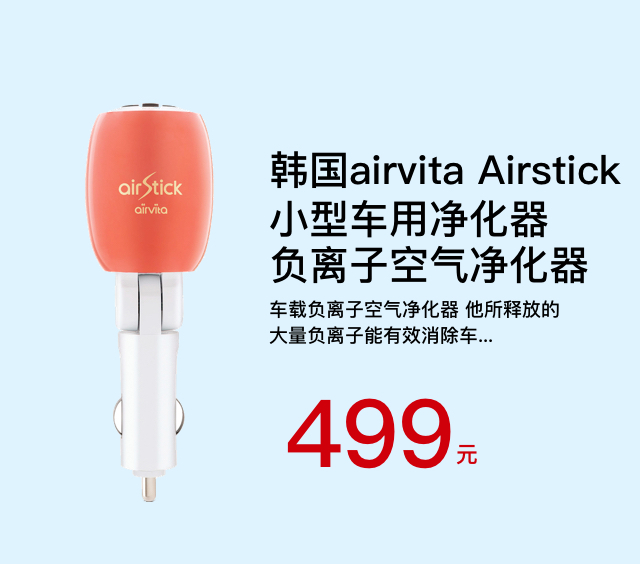 airStick
airvita
韩国airvita Airstick
小型车用净化器
负离子空气净化器
车载负离子空气净化器 他所释放的
大量负离子能有效消除车...
499元